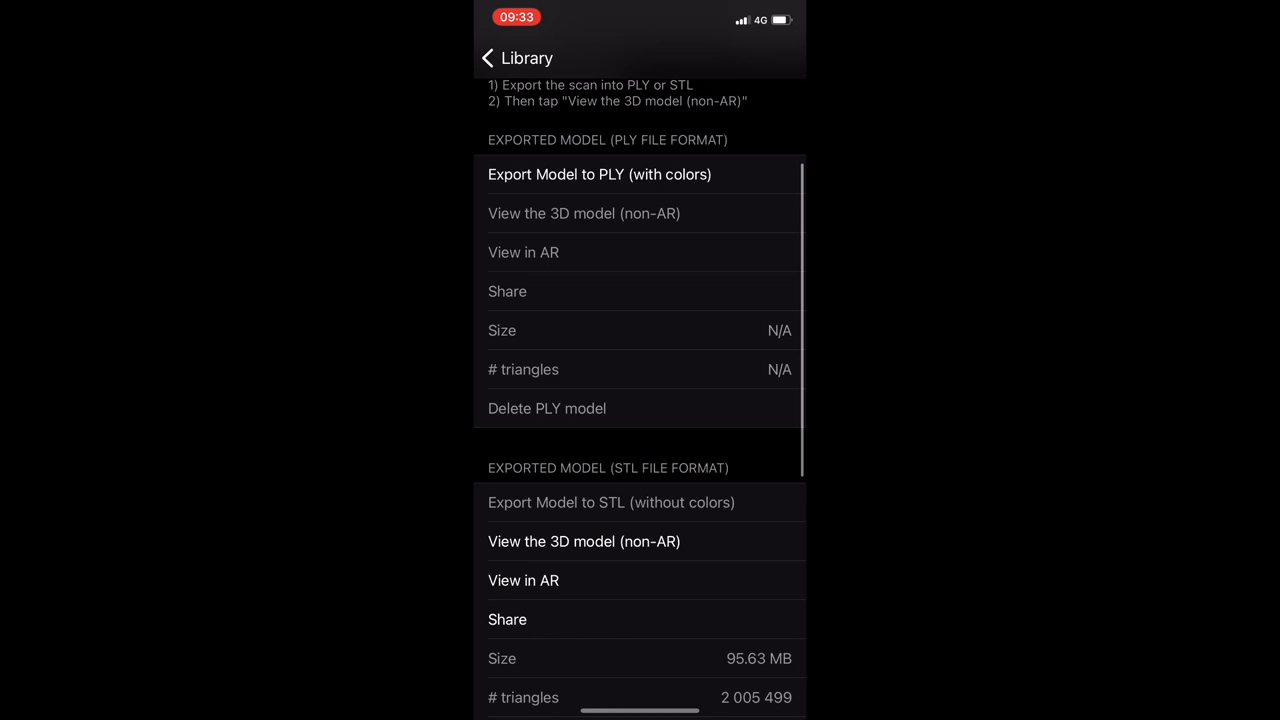 09:33
4G
Library
1) Export the scan into PLY or STL
2) Then tap "View the 3D model (non-AR)"
EXPORTED MODEL (PLY FILE FORMAT)
Export Model to PLY (with colors)
View the 3D model (non-AR)
View in AR
Share
Size N/A
# triangles N/A
Delete PLY model
EXPORTED MODEL (STL FILE FORMAT)
Export Model to STL (without colors)
View the 3D model (non-AR)
View in AR
Share
Size 95.63 MB
# triangles 2 005 499